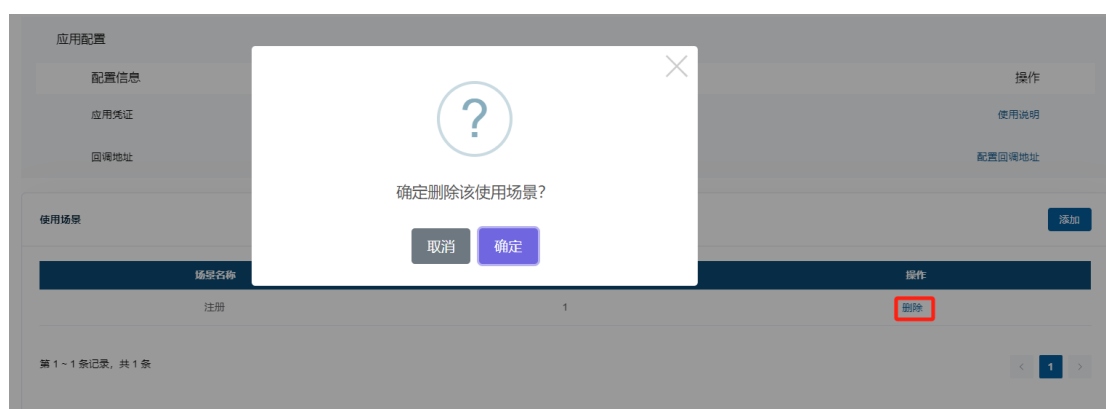 应用配置
配置信息
操作
应用凭证
使用说明
回调地址
配置回调地址
?
确定删除该使用场景?
取消
确定
使用场景
添加
场景名称
操作
注册
1
删除
第 1 ~ 1 条记录, 共 1 条
< 1 >